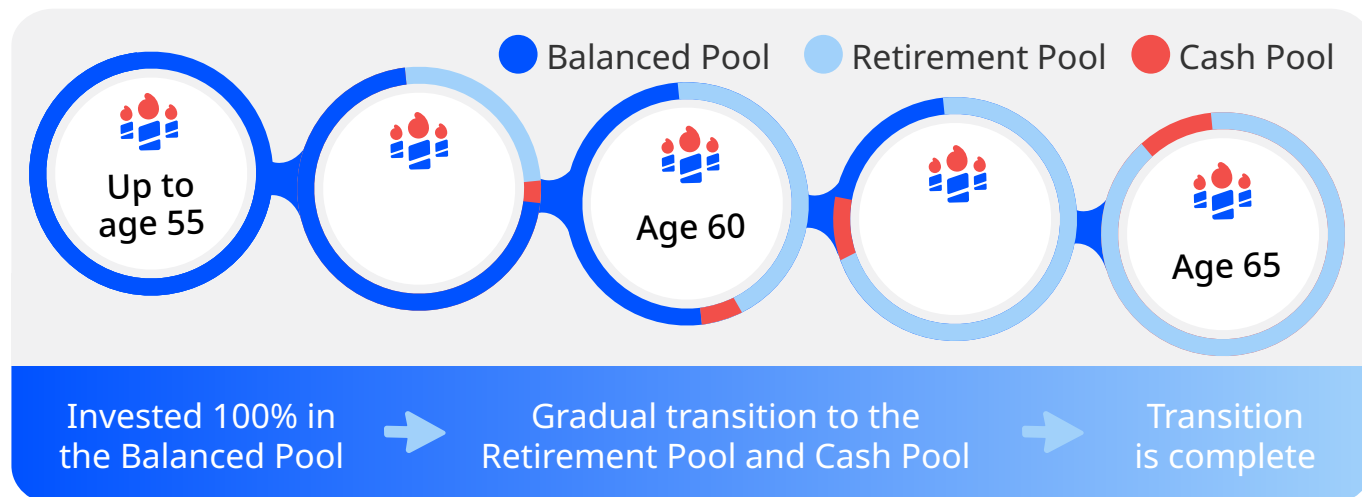 Balanced Pool
Retirement Pool
Cash Pool
Up to
age 55
Age 60
Age 65
Invested 100% in
the Balanced Pool
Gradual transition to the
Retirement Pool and Cash Pool
Transition
is complete